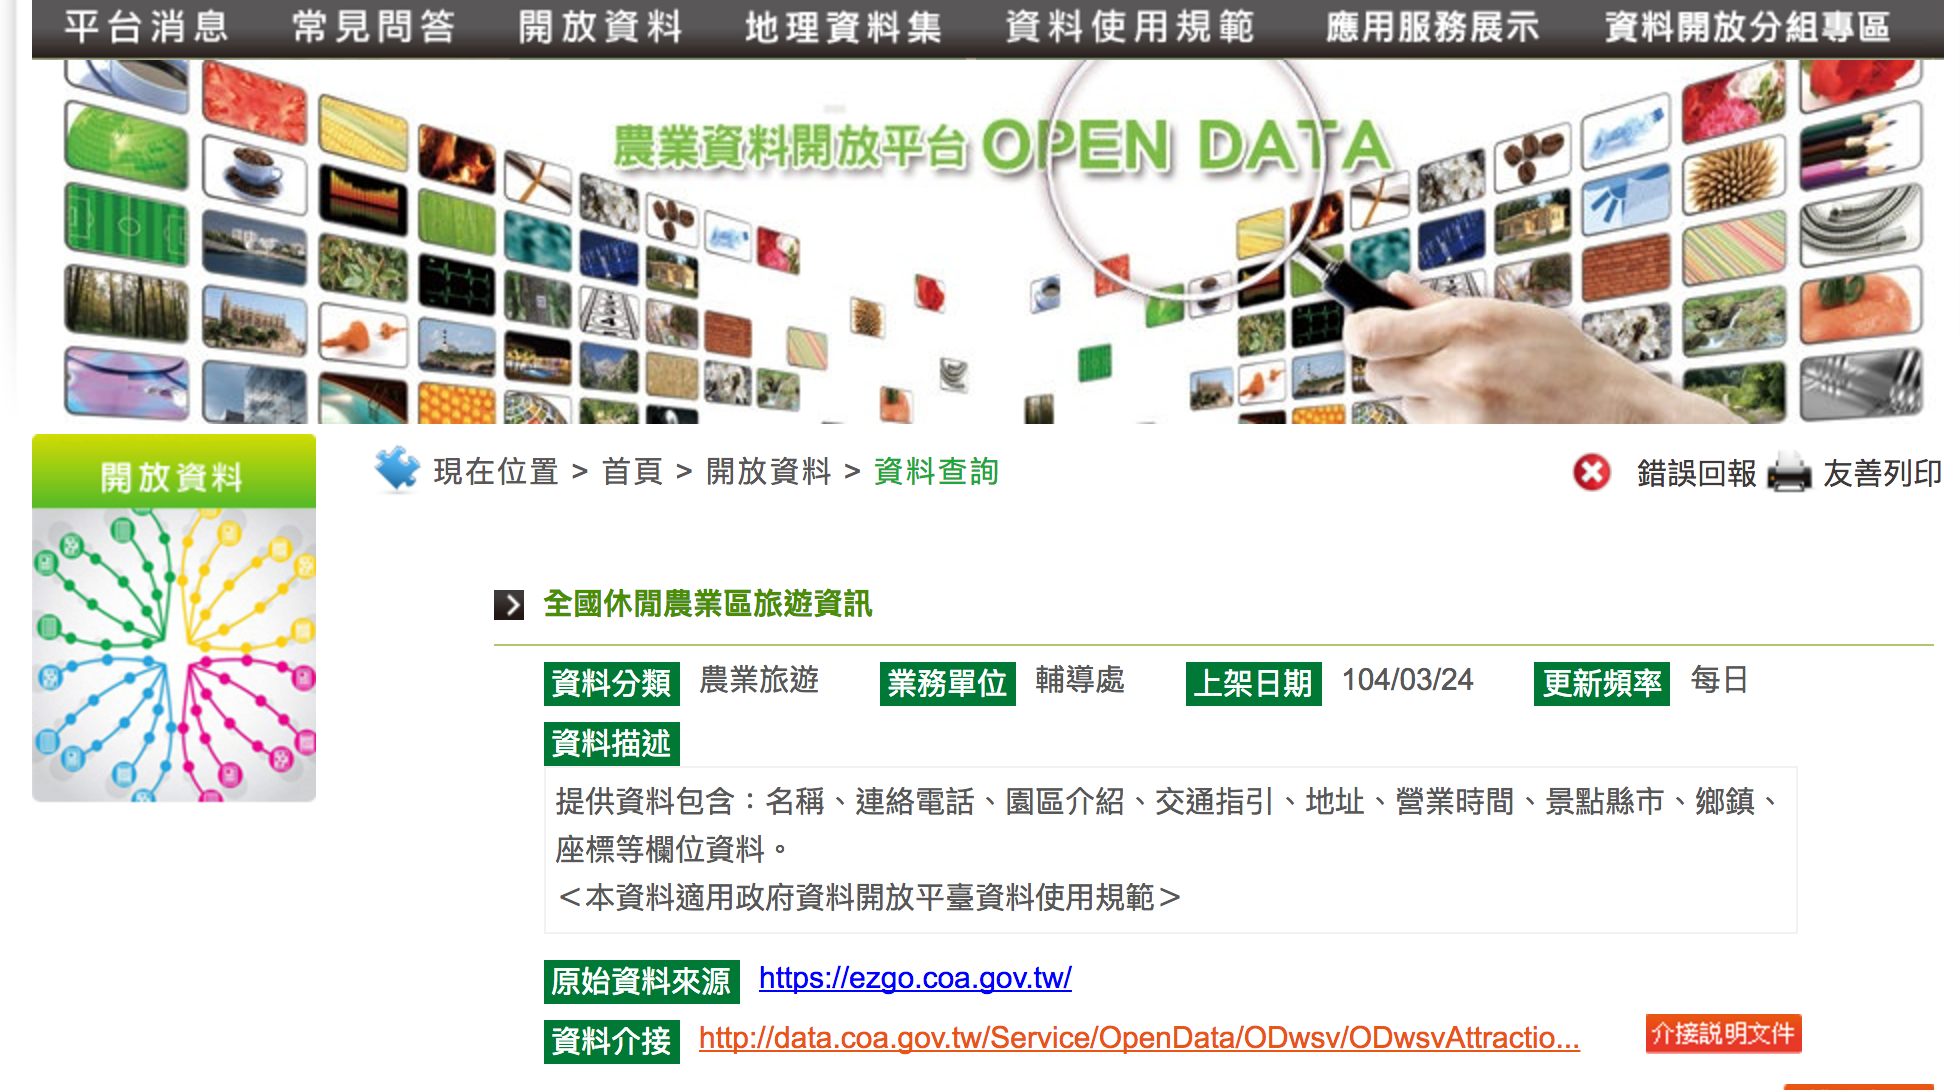 平台消息 常見問答 開放資料 地理資料集 資料使用規範 應用服務展示 資料開放分組專區
農業資料開放平台 OPEN DATA
開放資料
現在位置 > 首頁 > 開放資料 > 資料查詢
錯誤回報 友善列印
全國休閒農業區旅遊資訊
資料分類 農業旅遊 業務單位 輔導處 上架日期 104/03/24 更新頻率 每日
資料描述
提供資料包含：名稱、連絡電話、園區介紹、交通指引、地址、營業時間、景點縣市、鄉鎮、
座標等欄位資料。
＜本資料適用政府資料開放平臺資料使用規範＞
原始資料來源 https://ezgo.coa.gov.tw/
資料介接 http://data.coa.gov.tw/Service/OpenData/ODwsv/ODwsvAttractio... 介接說明文件